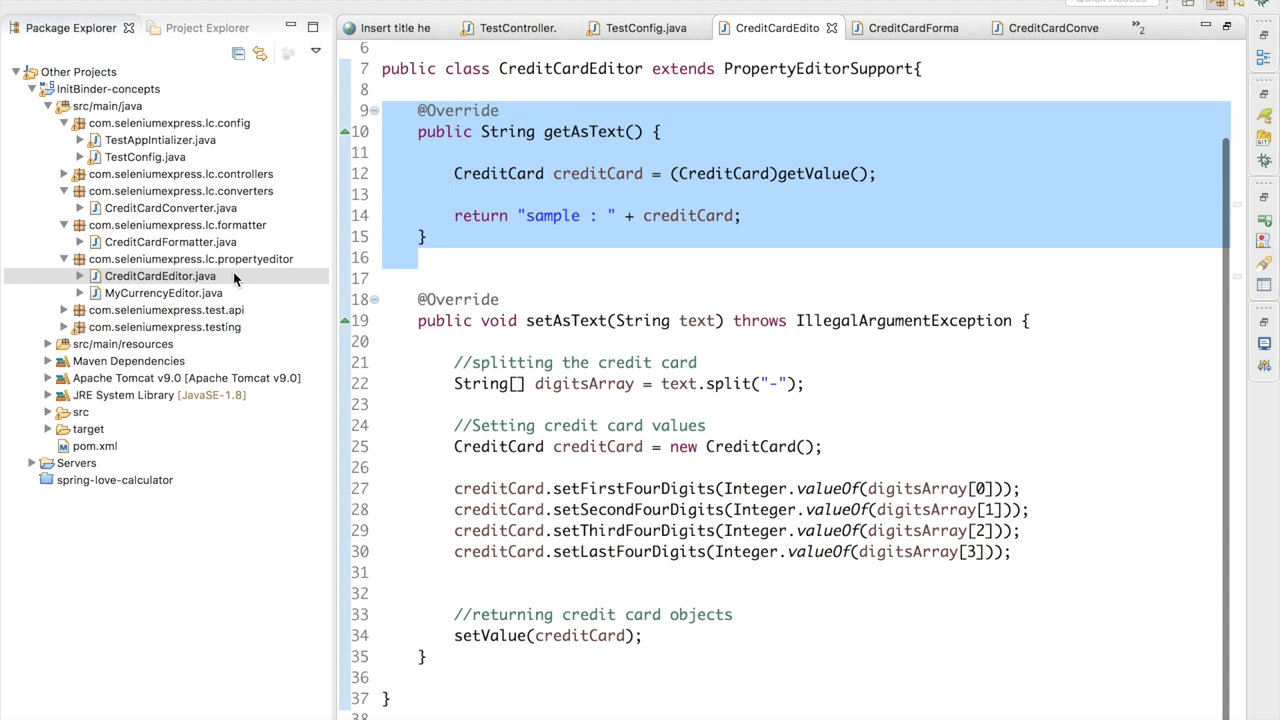 Package Explorer
Project Explorer
Other Projects
InitBinder-concepts
src/main/java
com.seleniumexpress.lc.config
TestAppIntializer.java
TestConfig.java
com.seleniumexpress.lc.controllers
com.seleniumexpress.lc.converters
CreditCardConverter.java
com.seleniumexpress.lc.formatter
CreditCardFormatter.java
com.seleniumexpress.lc.propertyeditor
CreditCardEditor.java
MyCurrencyEditor.java
com.seleniumexpress.test.api
com.seleniumexpress.testing
src/main/resources
Maven Dependencies
Apache Tomcat v9.0 [Apache Tomcat v9.0]
JRE System Library [JavaSE-1.8]
src
target
pom.xml
Servers
spring-love-calculator
Insert title he
TestController.
TestConfig.java
CreditCardEdito
CreditCardForma
CreditCardConve
»2
6
7 public class CreditCardEditor extends PropertyEditorSupport{
8
9 @Override
10 public String getAsText() {
11
12 CreditCard creditCard = (CreditCard)getValue();
13
14 return "sample : " + creditCard;
15 }
16
17
18 @Override
19 public void setAsText(String text) throws IllegalArgumentException {
20
21 //splitting the credit card
22 String[] digitsArray = text.split("-");
23
24 //Setting credit card values
25 CreditCard creditCard = new CreditCard();
26
27 creditCard.setFirstFourDigits(Integer.valueOf(digitsArray[0]));
28 creditCard.setSecondFourDigits(Integer.valueOf(digitsArray[1]));
29 creditCard.setThirdFourDigits(Integer.valueOf(digitsArray[2]));
30 creditCard.setLastFourDigits(Integer.valueOf(digitsArray[3]));
31
32
33 //returning credit card objects
34 setValue(creditCard);
35 }
36
37 }
38